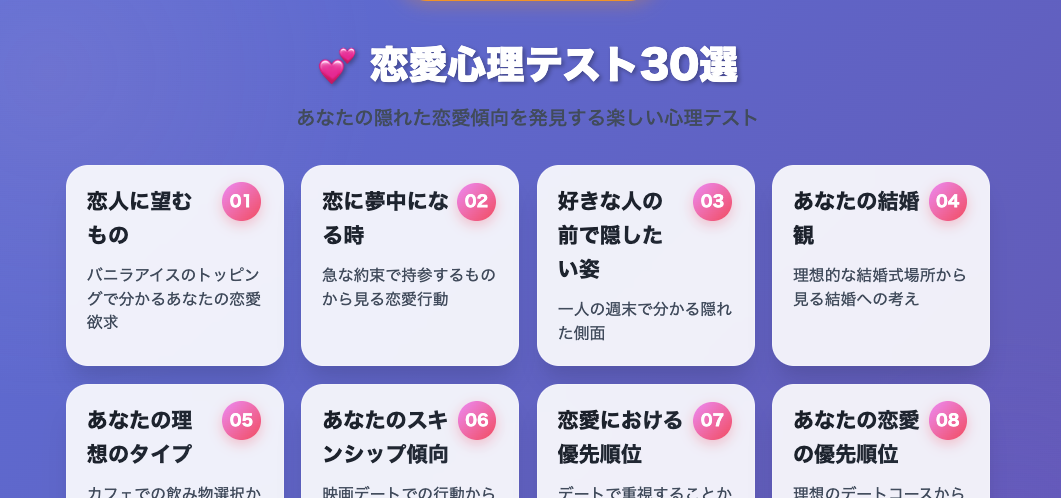 💕 恋愛心理テスト30選
あなたの隠れた恋愛傾向を発見する楽しい心理テスト
恋人に望む
もの
01
バニラアイスのトッピン
グで分かるあなたの恋愛
欲求
恋に夢中にな
る時
02
急な約束で持参するもの
から見る恋愛行動
好きな人の
前で隠した
い姿
03
一人の週末で分かる隠れ
た側面
あなたの結婚
観
04
理想的な結婚式場所から
見る結婚への考え
あなたの理
想のタイプ
05
カフェでの飲み物選択か
あなたのスキ
ンシップ傾向
06
映画デートでの行動から
恋愛における
優先順位
07
デートで重視することか
あなたの恋愛
の優先順位
08
理想のデートコースから